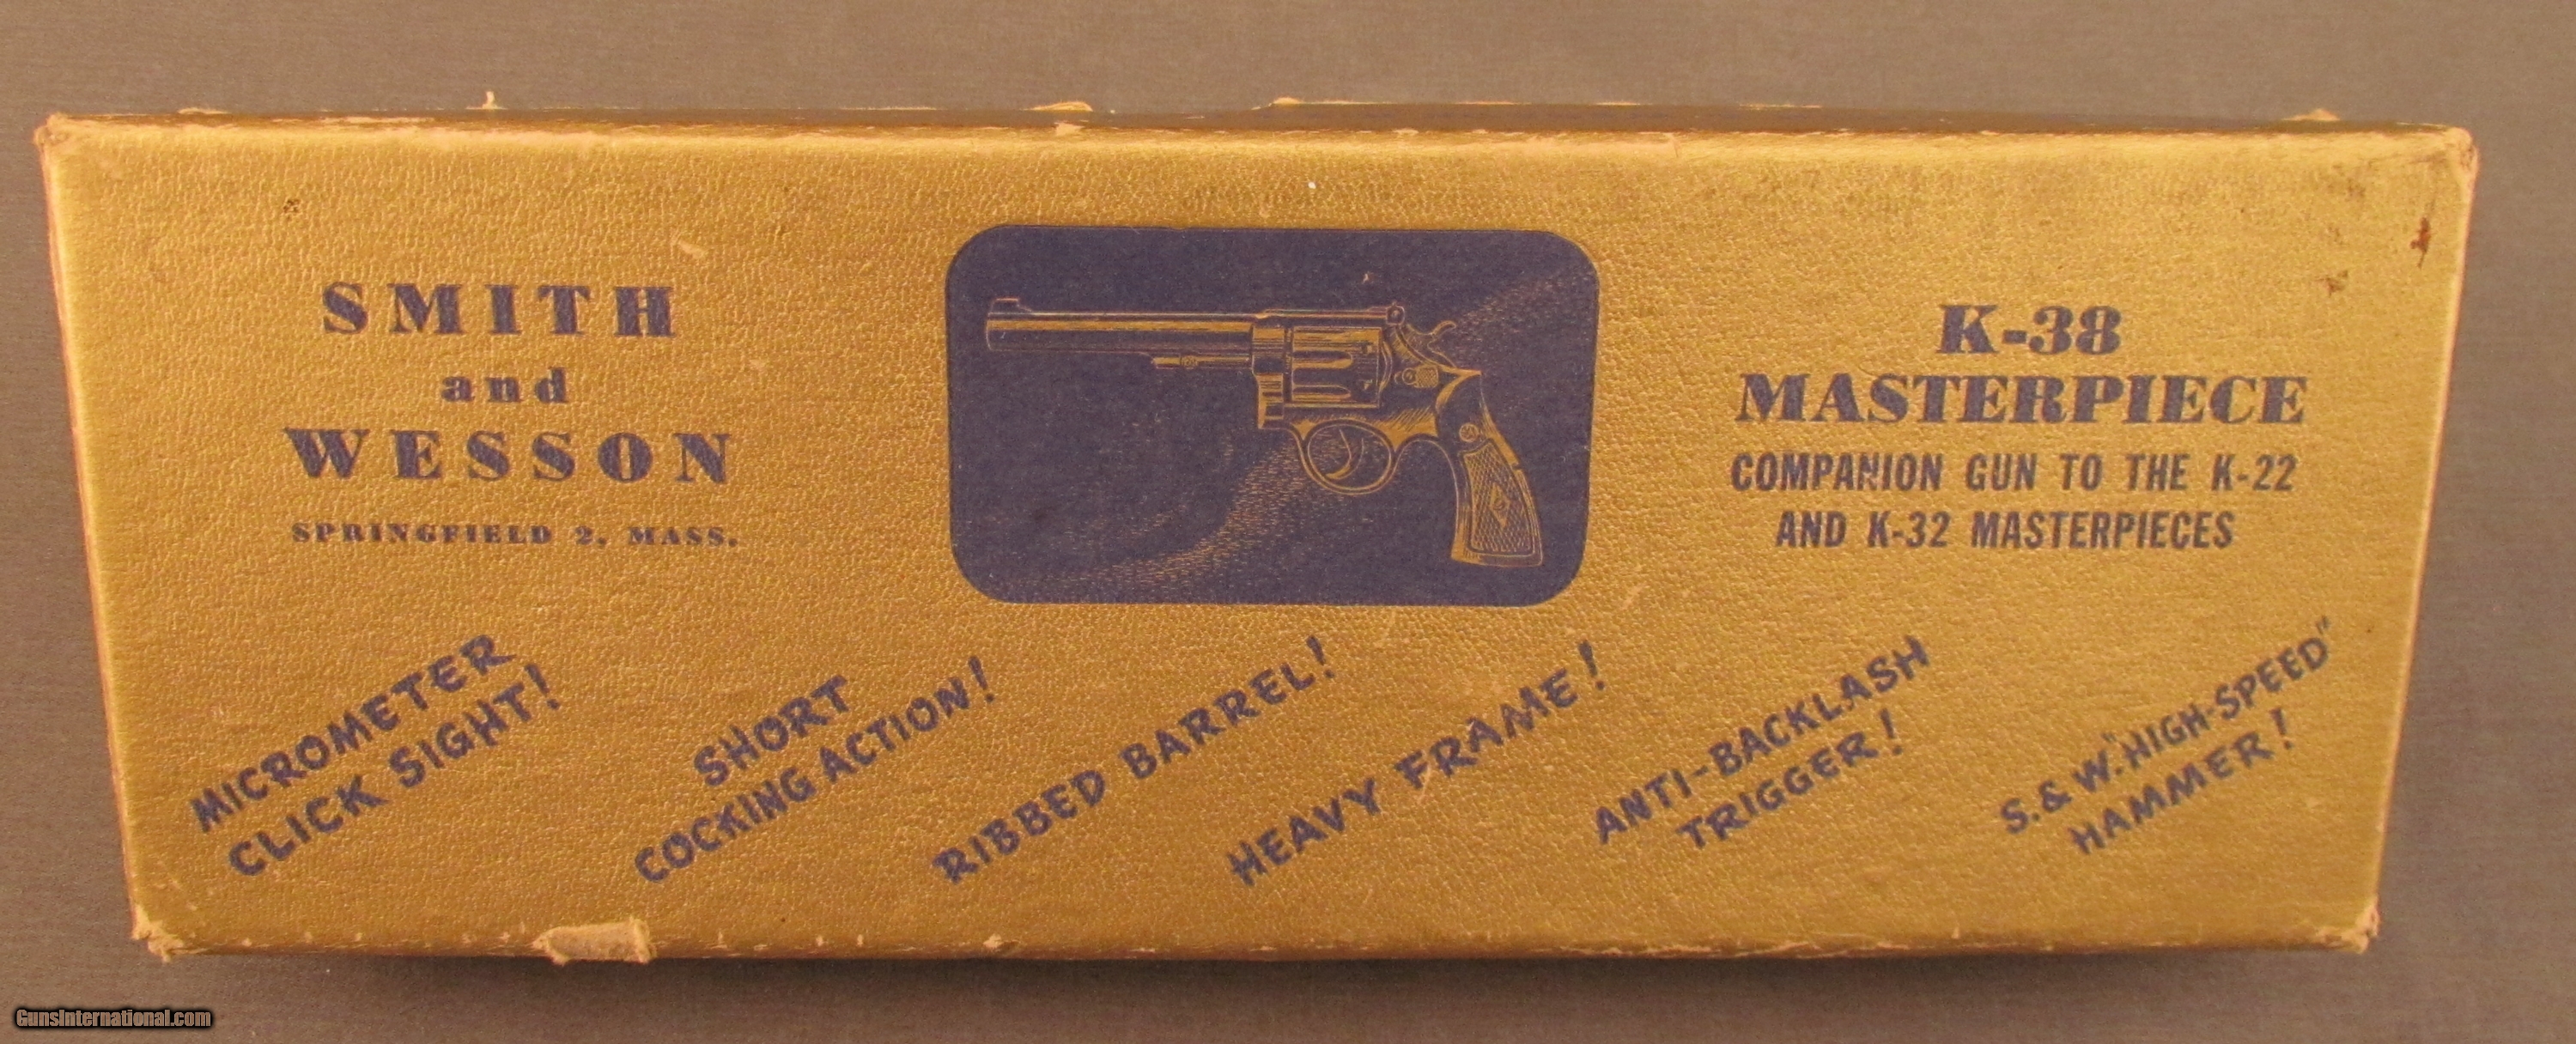 SMITH
and
WESSON
SPRINGFIELD 2, MASS.
K-38
MASTERPIECE
COMPANION GUN TO THE K-22
AND K-32 MASTERPIECES
MICROMETER
CLICK SIGHT!
SHORT
COCKING ACTION!
RIBBED BARREL!
HEAVY FRAME!
ANTI-BACKLASH
TRIGGER!
S. & W. "HIGH-SPEED"
HAMMER!
GunsInternational.com